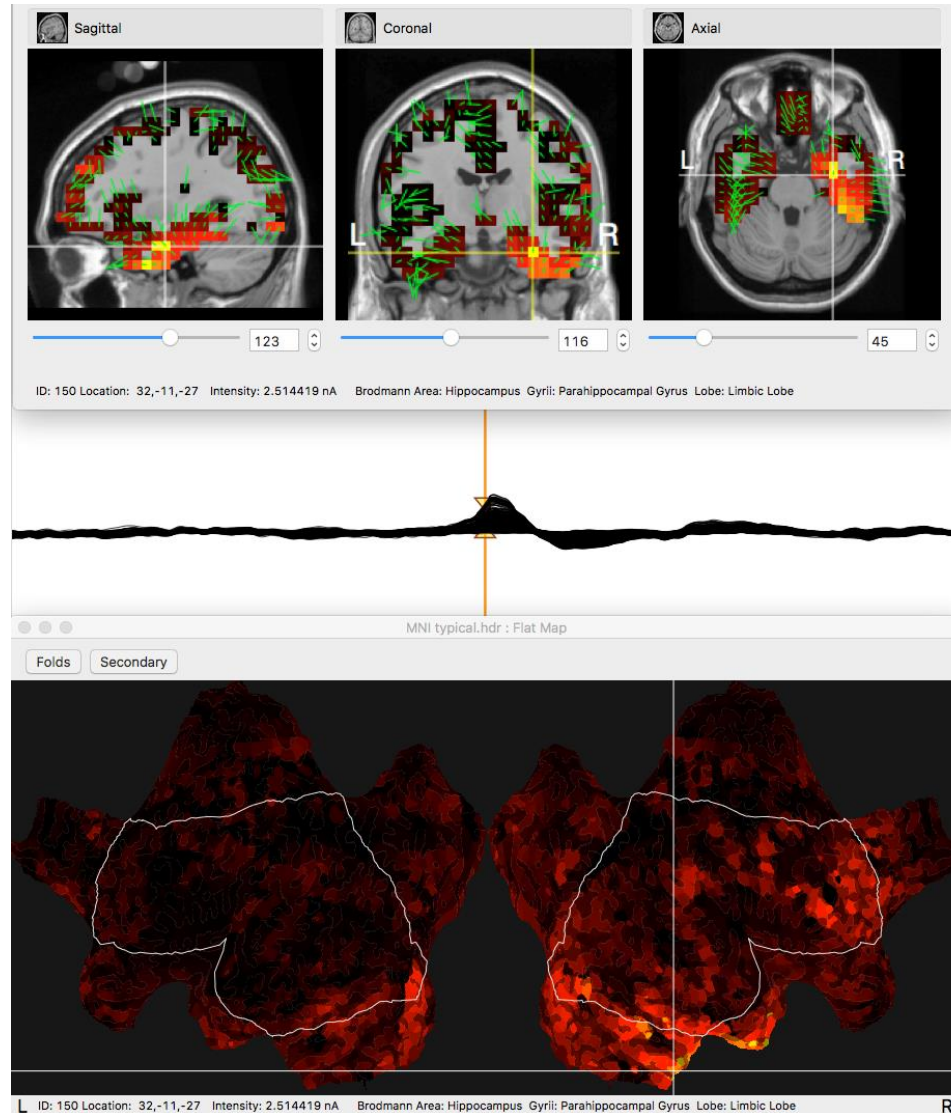 Sagittal
Coronal
Axial
L
R
L
R
123
116
45
ID: 150 Location: 32,-11,-27 Intensity: 2.514419 nA Brodmann Area: Hippocampus Gyrii: Parahippocampal Gyrus Lobe: Limbic Lobe
MNI typical.hdr : Flat Map
Folds
Secondary
L ID: 150 Location: 32,-11,-27 Intensity: 2.514419 nA Brodmann Area: Hippocampus Gyrii: Parahippocampal Gyrus Lobe: Limbic Lobe R